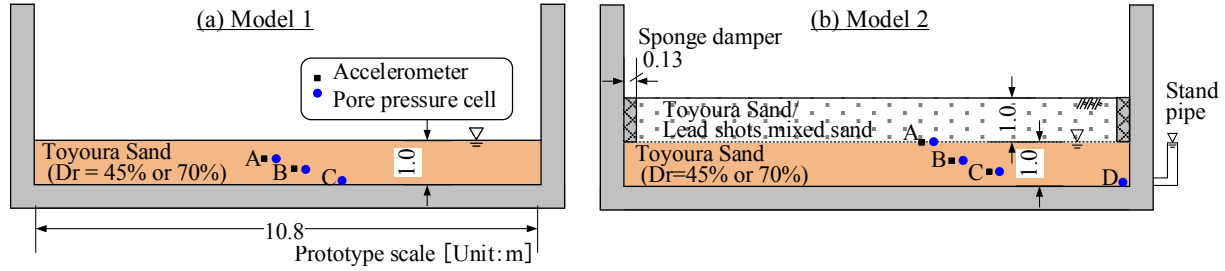 (a) Model 1
Accelerometer
Pore pressure cell
Toyoura Sand
(Dr = 45% or 70%)
A
B
C
1.0
10.8
Prototype scale [Unit:m]
(b) Model 2
Sponge damper
0.13
Toyoura Sand/
Lead shots mixed sand
1.0
Stand
pipe
Toyoura Sand
(Dr=45% or 70%)
A
B
C
D
1.0